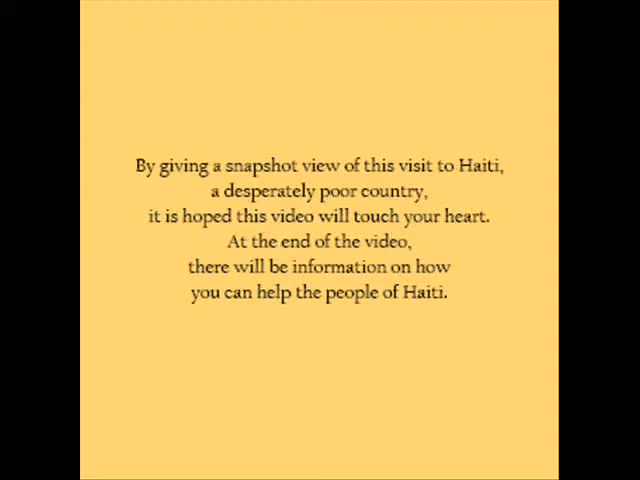 By giving a snapshot view of this visit to Haiti,
a desperately poor country,
it is hoped this video will touch your heart.
At the end of the video,
there will be information on how
you can help the people of Haiti.